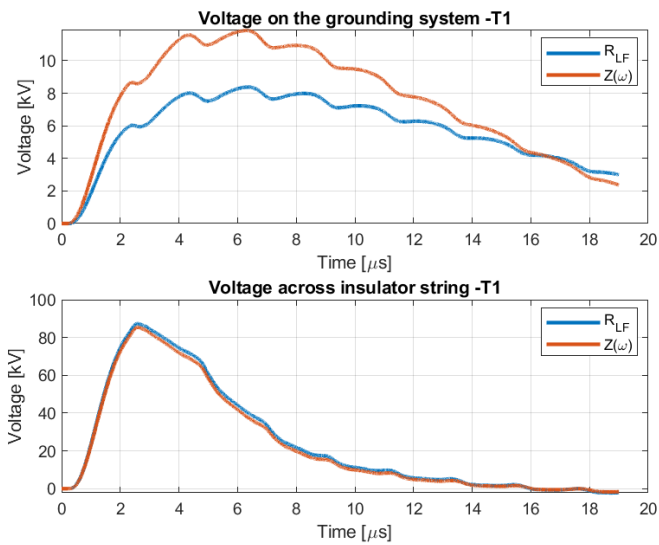 Voltage on the grounding system -T1
Voltage [kV]
10
8
6
4
2
0
R_LF
Z(ω)
0 2 4 6 8 10 12 14 16 18 20
Time [μs]
Voltage across insulator string -T1
Voltage [kV]
100
80
60
40
20
0
R_LF
Z(ω)
0 2 4 6 8 10 12 14 16 18 20
Time [μs]